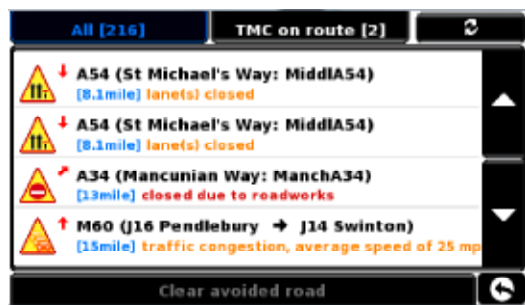 All [216]
TMC on route [2]
A54 (St Michael's Way: MiddlA54)
[8.1mile] lane(s) closed
A54 (St Michael's Way: MiddlA54)
[8.1mile] lane(s) closed
A34 (Mancunian Way: ManchA34)
[13mile] closed due to roadworks
M60 (J16 Pendlebury → J14 Swinton)
[15mile] traffic congestion, average speed of 25 mp
Clear avoided road